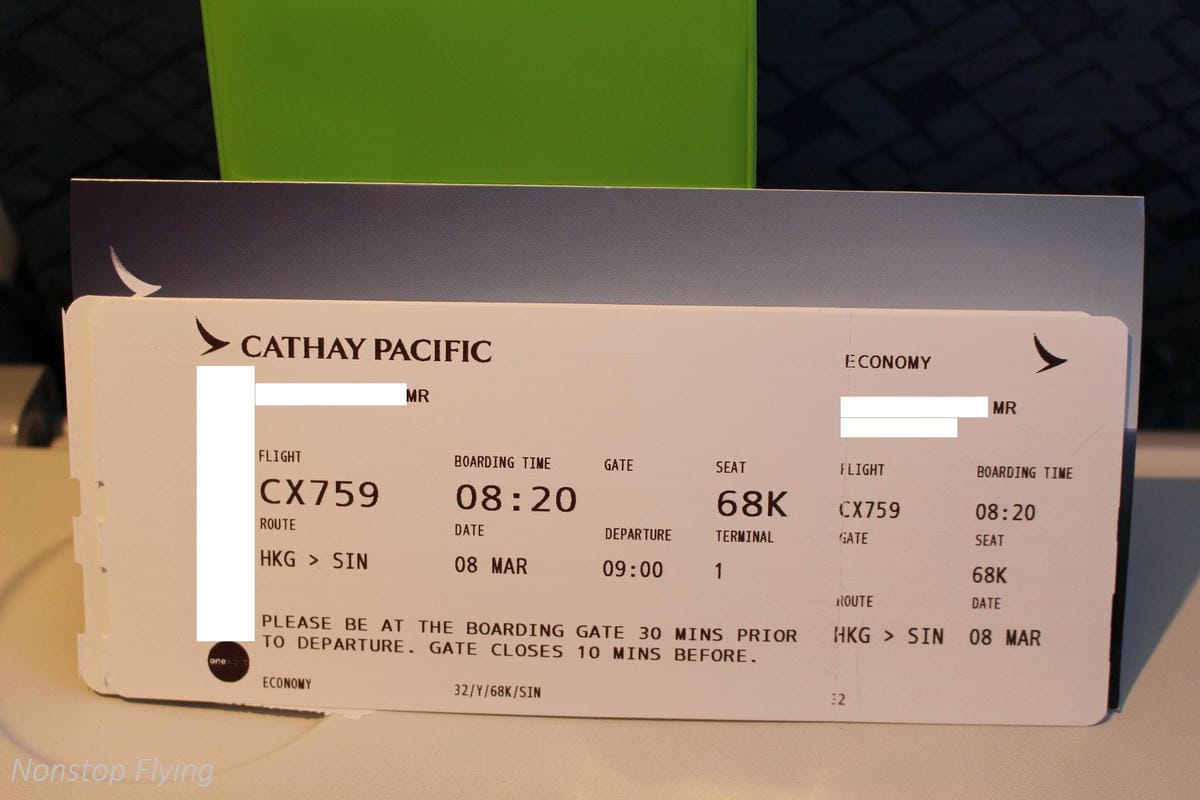 CATHAY PACIFIC
MR
FLIGHT BOARDING TIME GATE SEAT
CX759 08:20 68K
ROUTE DATE DEPARTURE TERMINAL
HKG > SIN 08 MAR 09:00 1
PLEASE BE AT THE BOARDING GATE 30 MINS PRIOR
TO DEPARTURE. GATE CLOSES 10 MINS BEFORE.
one
ECONOMY 32/Y/68K/SIN
ECONOMY
MR
FLIGHT BOARDING TIME
CX759 08:20
GATE SEAT
68K
ROUTE DATE
HKG > SIN 08 MAR
32
Nonstop Flying